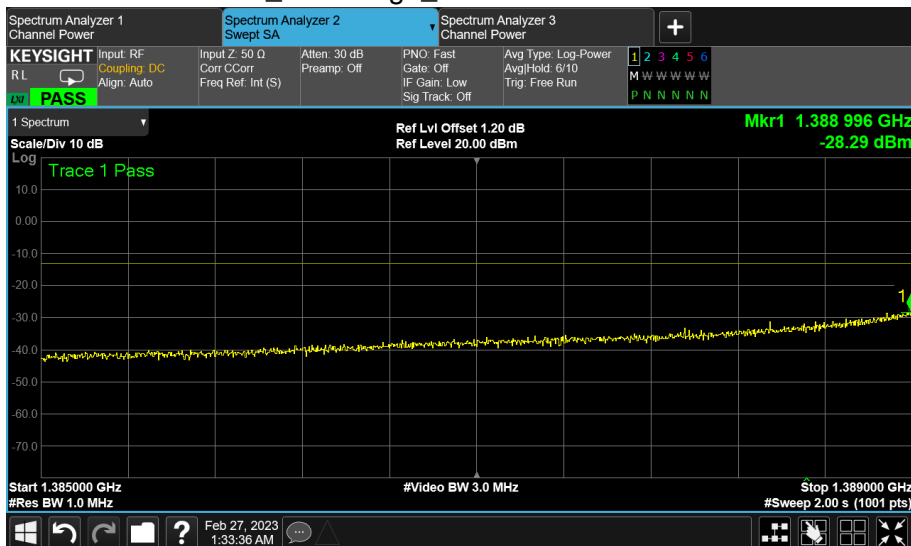 Spectrum Analyzer 1
Channel Power
Spectrum Analyzer 2
Swept SA
Spectrum Analyzer 3
Channel Power
+
KEYSIGHT
RL
LXI PASS
Input: RF
Coupling: DC
Align: Auto
Input Z: 50 Ω
Corr CCorr
Freq Ref: Int (S)
Atten: 30 dB
Preamp: Off
PNO: Fast
Gate: Off
IF Gain: Low
Sig Track: Off
Avg Type: Log-Power
Avg|Hold: 6/10
Trig: Free Run
1 2 3 4 5 6
M W W W W W
P N N N N N
1 Spectrum
Scale/Div 10 dB
Ref Lvl Offset 1.20 dB
Ref Level 20.00 dBm
Mkr1 1.388 996 GHz
-28.29 dBm
Log
Trace 1 Pass
10.0
0.00
-10.0
-20.0
1
-30.0
-40.0
-50.0
-60.0
-70.0
Start 1.385000 GHz
#Video BW 3.0 MHz
Stop 1.389000 GHz
#Res BW 1.0 MHz
#Sweep 2.00 s (1001 pts)
?
Feb 27, 2023
1:33:36 AM